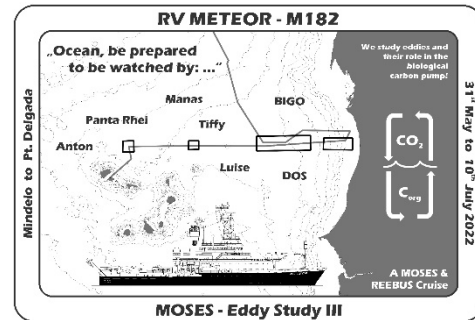 RV METEOR - M182
„Ocean, be prepared
to be watched by: ..."
We study eddies and
their role in the
biological
carbon pump!
Manas
BIGO
Panta Rhei
Tiffy
Anton
Luise
DOS
CO₂
Corg
Mindelo to Pt. Delgada
31st May to 10th July 2022
A MOSES &
REEBUS Cruise
MOSES - Eddy Study III